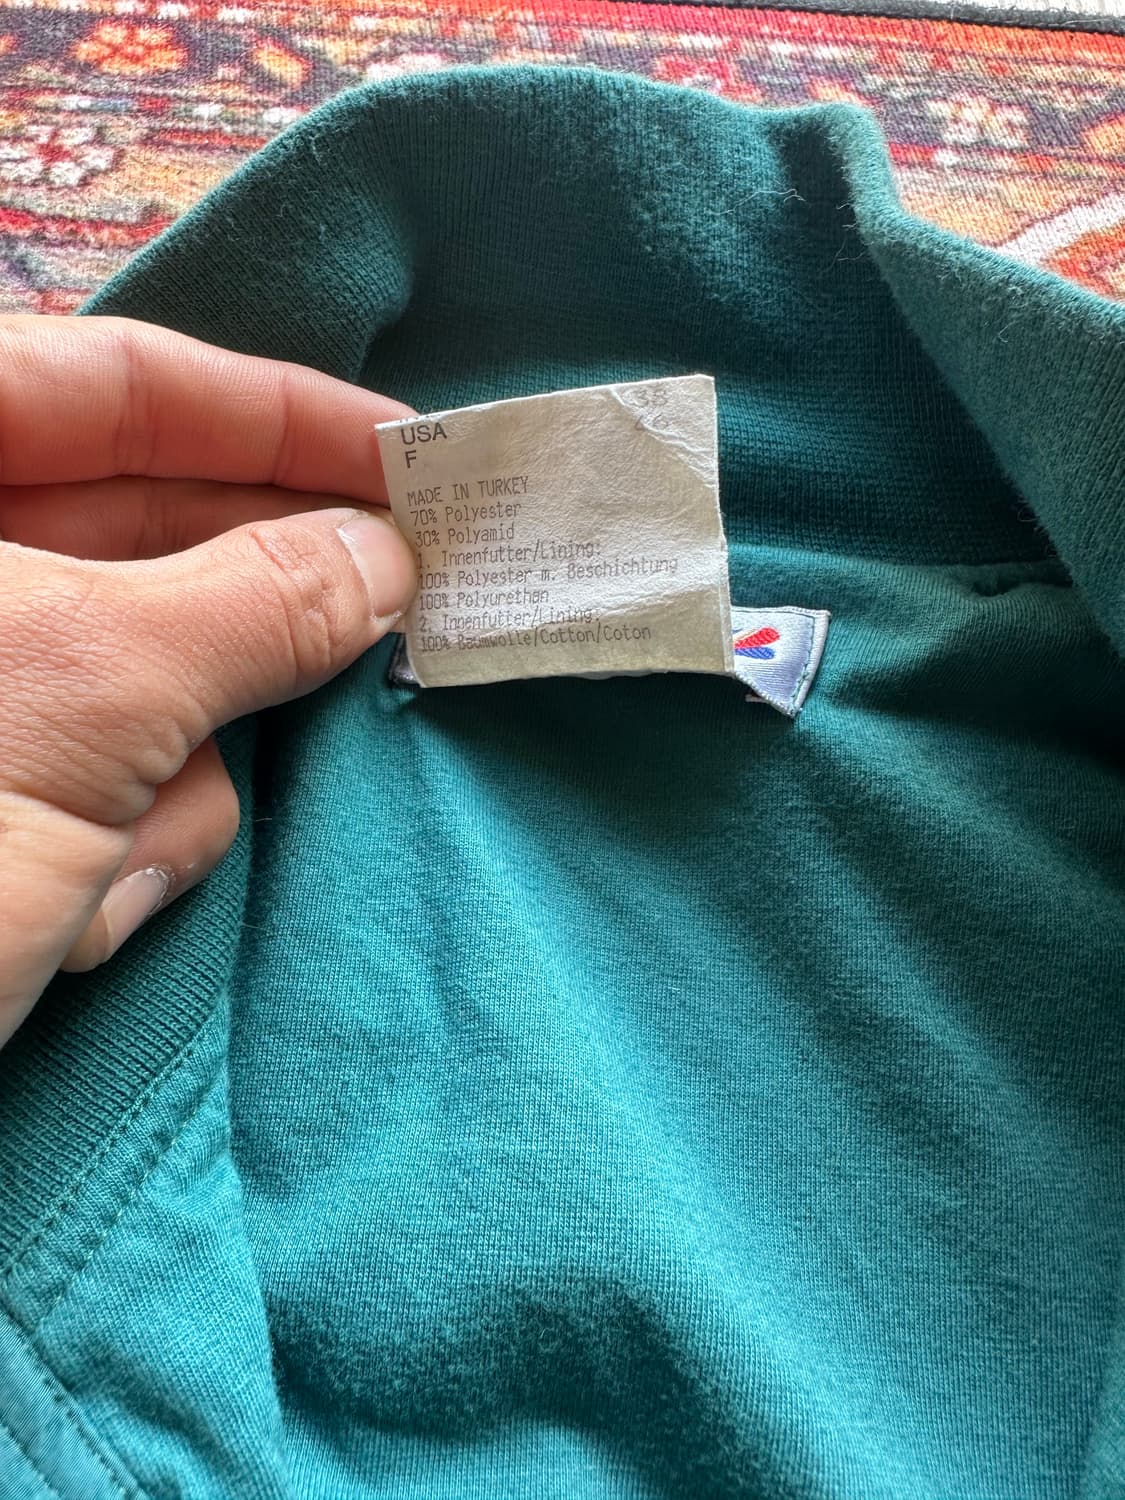 USA
F
38
MADE IN TURKEY
70% Polyester
30% Polyamid
1. Innenfutter/Lining:
100% Polyester m. Beschichtung
100% Polyurethan
2. Innenfutter/Lining:
100% Baumwolle/Cotton/Coton